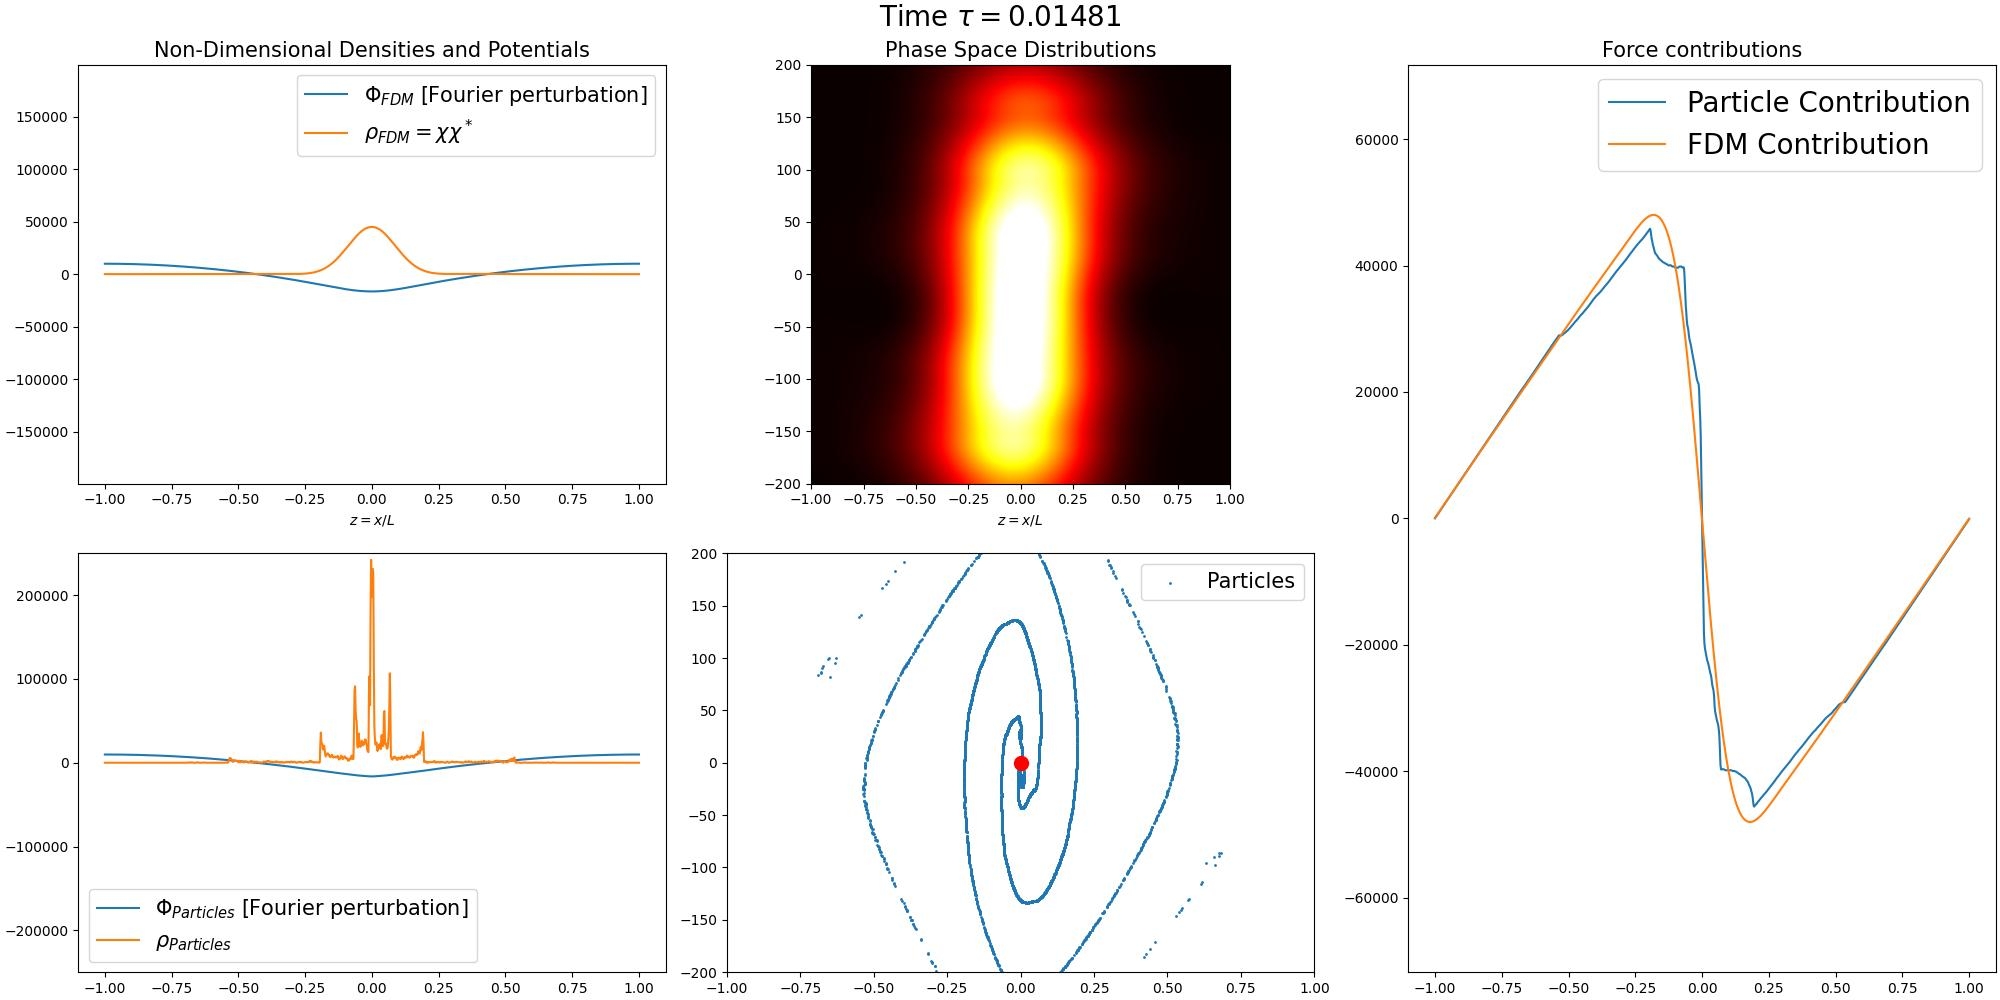 Time τ = 0.01481
Non-Dimensional Densities and Potentials
Φ_FDM [Fourier perturbation]
ρ_FDM = χχ*
150000
100000
50000
0
−50000
−100000
−150000
−1.00 −0.75 −0.50 −0.25 0.00 0.25 0.50 0.75 1.00
z = x/L
Phase Space Distributions
200
150
100
50
0
−50
−100
−150
−200
−1.00 −0.75 −0.50 −0.25 0.00 0.25 0.50 0.75 1.00
z = x/L
Force contributions
Particle Contribution
FDM Contribution
60000
40000
20000
0
−20000
−40000
−60000
−1.00 −0.75 −0.50 −0.25 0.00 0.25 0.50 0.75 1.00
200000
100000
0
−100000
−200000
Φ_Particles [Fourier perturbation]
ρ_Particles
−1.00 −0.75 −0.50 −0.25 0.00 0.25 0.50 0.75 1.00
Particles
200
150
100
50
0
−50
−100
−150
−200
−1.00 −0.75 −0.50 −0.25 0.00 0.25 0.50 0.75 1.00